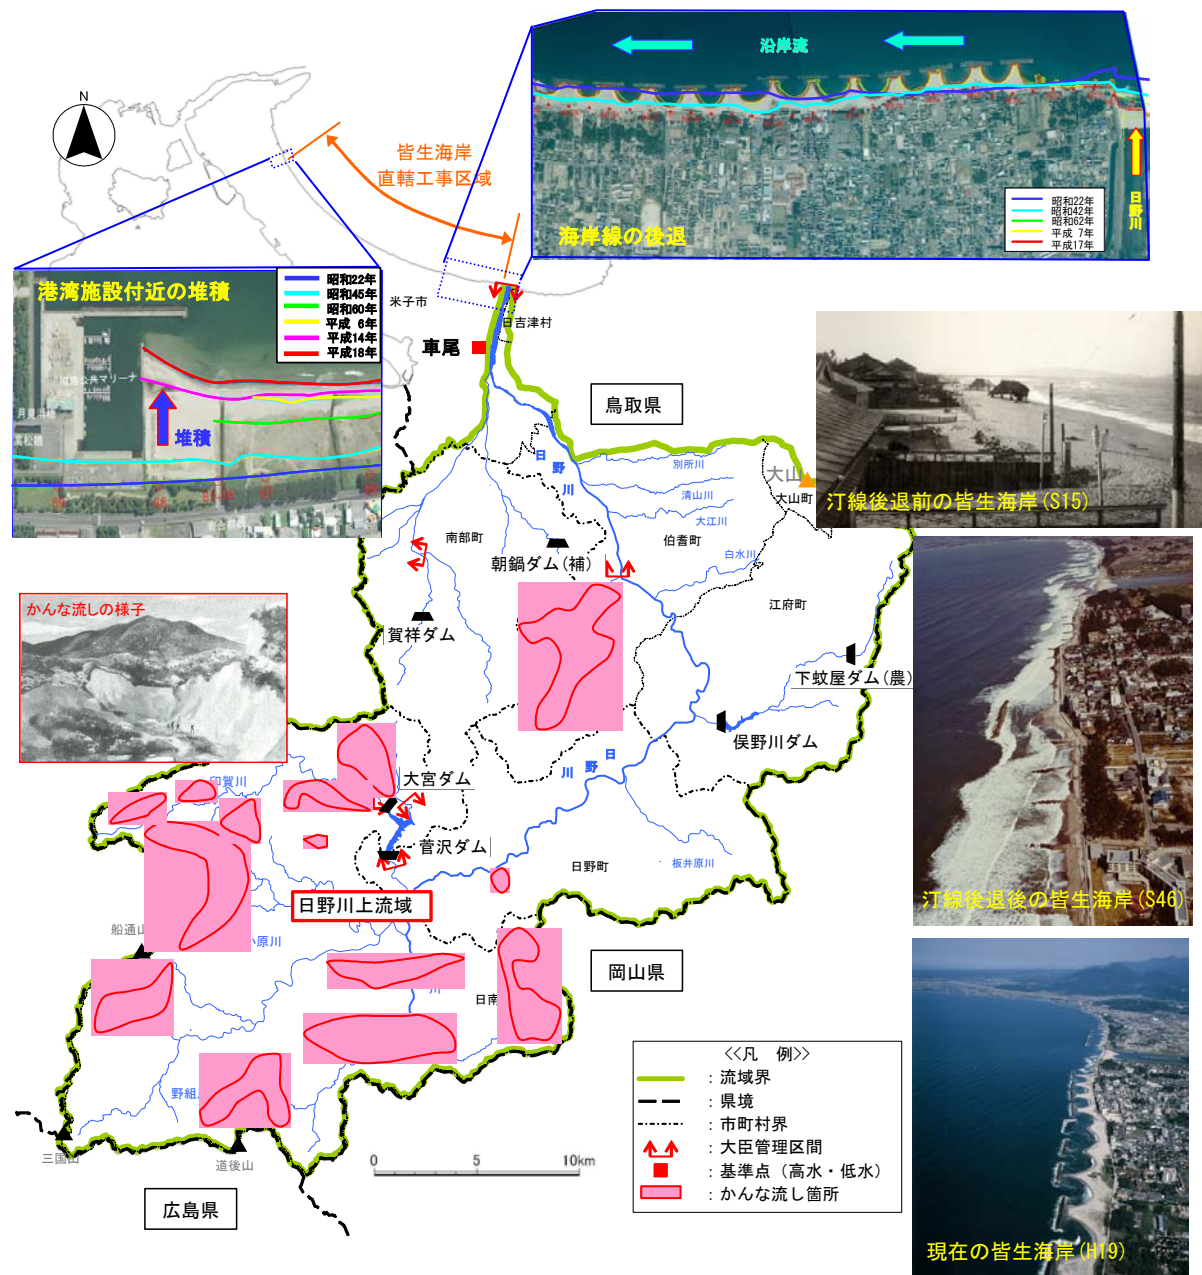 沿岸流
日野川
海岸線の後退
昭和22年
昭和42年
昭和62年
平成 7年
平成17年
N
皆生海岸
直轄工事区域
港湾施設付近の堆積
昭和22年
昭和45年
昭和60年
平成 6年
平成14年
平成18年
堆積
米子市
日吉津村
車尾
鳥取県
汀線後退前の皆生海岸(S15)
日野川
別所川
清山川
大江川
白水川
大山
大山町
南部町
伯耆町
江府町
朝鍋ダム(補)
賀祥ダム
下蚊屋ダム(農)
俣野川ダム
かんな流しの様子
日野川
大宮ダム
印賀川
菅沢ダム
日野町
板井原川
日野川上流域
汀線後退後の皆生海岸(S46)
船通山
小原川
岡山県
川
日南
野組川
三国山
道後山
広島県
0 5 10km
≪凡 例≫
: 流域界
: 県境
: 市町村界
: 大臣管理区間
: 基準点（高水・低水）
: かんな流し箇所
現在の皆生海岸(H19)